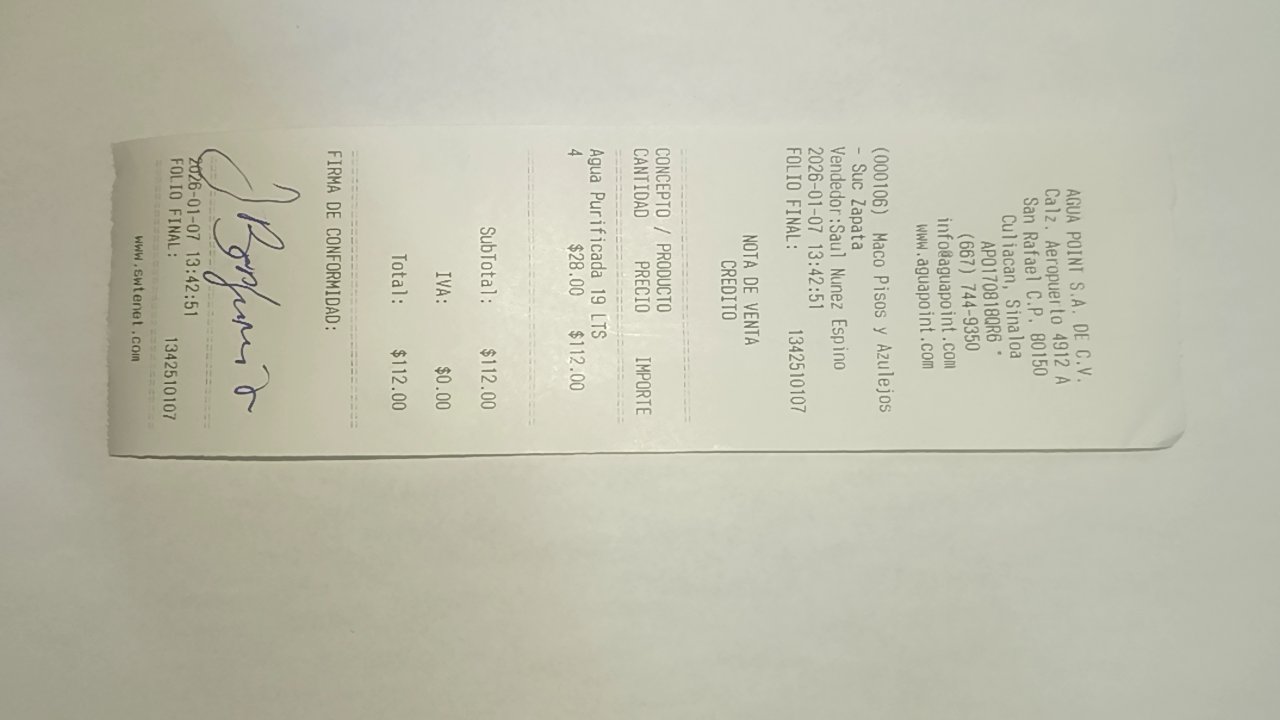 AGUA POINT S.A. DE C.V.
Calz. Aeropuerto 4912 A
San Rafael C.P. 80150
Culiacan, Sinaloa
APO170818QR6
(667) 744-9350
info@aguapoint.com
www.aguapoint.com
NOTA DE VENTA
CREDITO
(000106) Maco Pisos y Azulejos
- Suc Zapata
Vendedor:Saul Nunez Espino
2026-01-07 13:42:51
FOLIO FINAL: 1342510107
CONCEPTO / PRODUCTO
CANTIDAD PRECIO IMPORTE
Agua Purificada 19 LTS
4 $28.00 $112.00
SubTotal: $112.00
IVA: $0.00
Total: $112.00
FIRMA DE CONFORMIDAD:
2026-01-07 13:42:51
FOLIO FINAL: 1342510107
www.swtenet.com